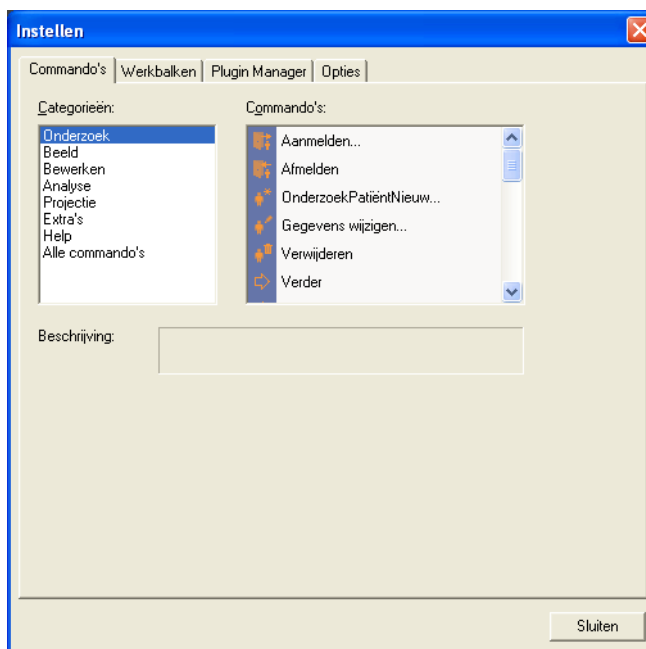 Instellen
Commando's Werkbalken Plugin Manager Opties
Categorieën:
Onderzoek
Beeld
Bewerken
Analyse
Projectie
Extra's
Help
Alle commando's
Commando's:
Aanmelden...
Afmelden
OnderzoekPatiëntNieuw...
Gegevens wijzigen...
Verwijderen
Verder
Beschrijving:
Sluiten